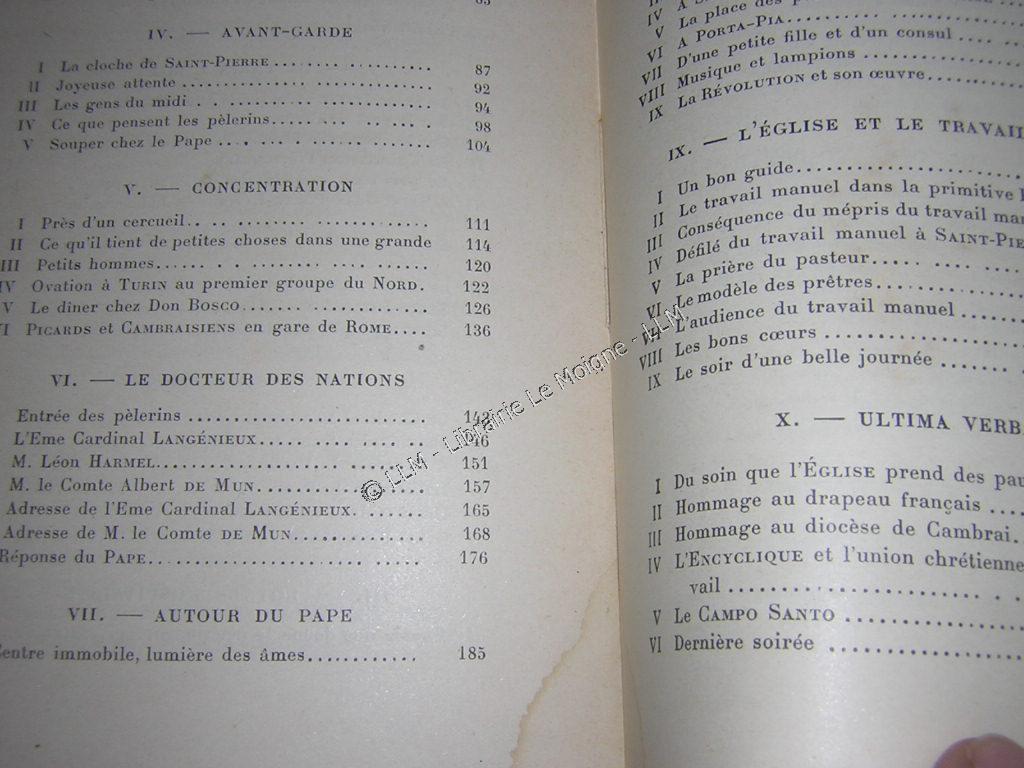 85
IV. — AVANT-GARDE
I La cloche de SAINT-PIERRE .................. 87
II Joyeuse attente .................. 92
III Les gens du midi .................. 94
IV Ce que pensent les pèlerins..... ... .. ... . 98
V Souper chez le Pape .................. 104
V. — CONCENTRATION
I Près d'un cercueil.................. 111
II Ce qu'il tient de petites choses dans une grande 114
III Petits hommes.................. 120
IV Ovation à TURIN au premier groupe du NORD. 122
V Le dîner chez Don BOSCO.................. 126
VI PICARDS et CAMBRAISIENS en gare de ROME.... 136
VI. — LE DOCTEUR DES NATIONS
Entrée des pèlerins .................. 142
L'Eme Cardinal LANGÉNIEUX.................. 146
M. Léon HARMEL.................. 151
M. le Comte Albert DE MUN.................. 157
Adresse de l'Eme Cardinal LANGÉNIEUX. ...... 165
Adresse de M. le Comte DE MUN.............. 168
Réponse du PAPE.................. 176
VII. — AUTOUR DU PAPE
Centre immobile, lumière des âmes............ 185
IV
V La place des
VI A PORTA-PIA..................
VII D'une petite fille et d'un consul .... ....
VIII Musique et lampions ..................
IX La RÉVOLUTION et son œuvre..................
IX. — L'ÉGLISE ET LE TRAVAIL
I Un bon guide..................
II Le travail manuel dans la primitive
III Conséquence du mépris du travail
IV Défilé du travail manuel à
V La prière du pasteur..... ... .... ....
VI Le modèle des prêtres..................
VII L'audience du travail manuel ..........
VIII Les bons cœurs ..................
IX Le soir d'une belle journée ....... ...
X. — ULTIMA VERBA
I Du soin que l'ÉGLISE prend des
II Hommage au drapeau français ....
III Hommage au diocèse de Cambrai.
IV L'ENCYCLIQUE et l'union chrétienne
vail ..................
V Le CAMPO SANTO ..................
VI Dernière soirée ..................
© LLM - Librairie Le Moigne - LLM